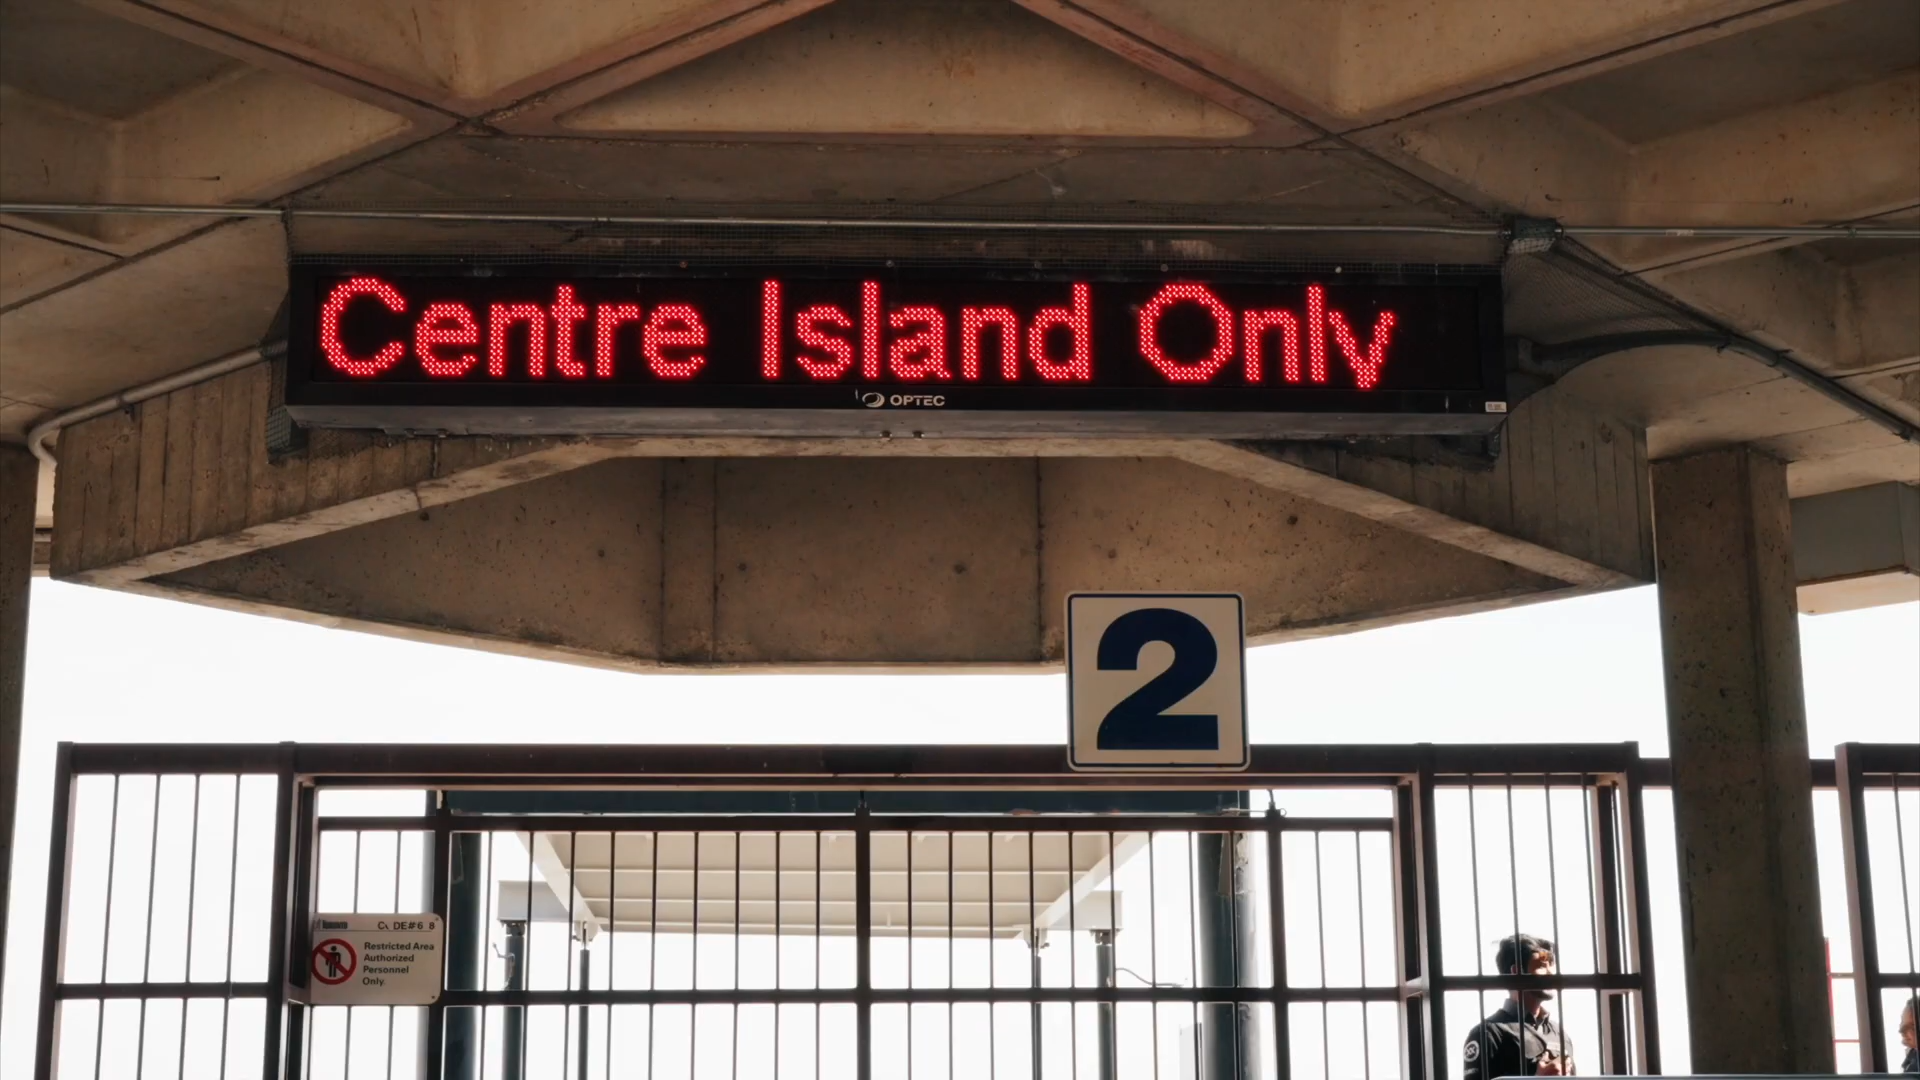 Centre Island Only
OPTEC
2
Restricted Area
Authorized
Personnel
Only.